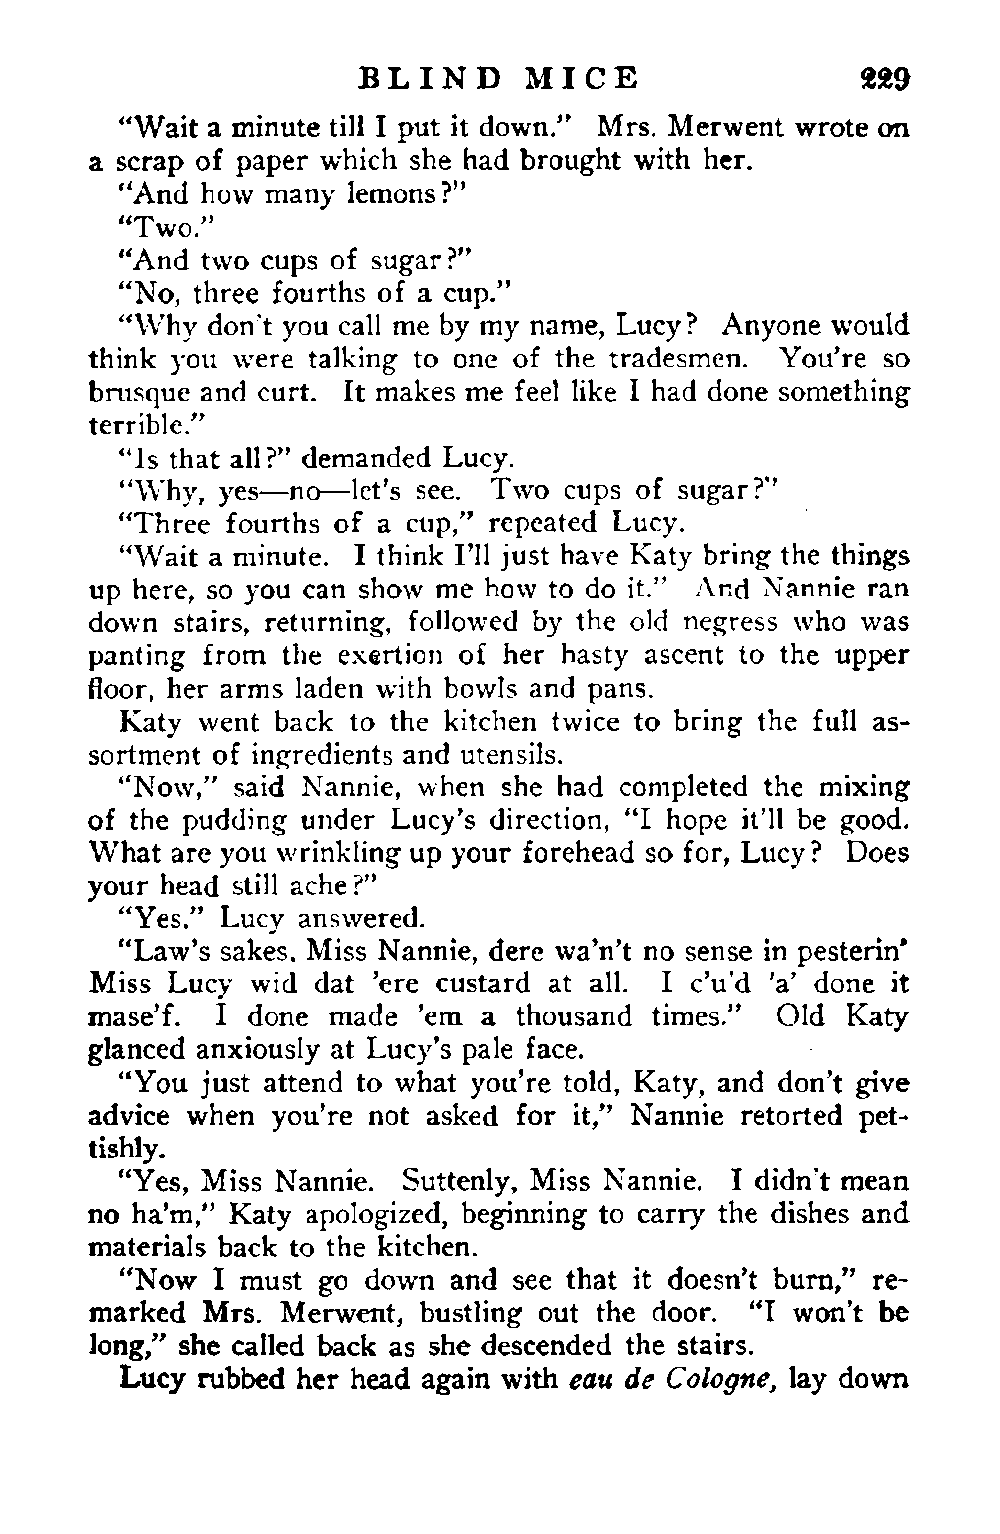 BLIND MICE 229
“Wait a minute till I put it down.” Mrs. Merwent wrote on
a scrap of paper which she had brought with her.
“And how many lemons?”
“Two.”
“And two cups of sugar?”
“No, three fourths of a cup.”
“Why don't you call me by my name, Lucy? Anyone would
think you were talking to one of the tradesmen. You're so
brusque and curt. It makes me feel like I had done something
terrible.”
“Is that all?” demanded Lucy.
“Why, yes—no—let's see. Two cups of sugar?”
“Three fourths of a cup,” repeated Lucy.
“Wait a minute. I think I'll just have Katy bring the things
up here, so you can show me how to do it.” And Nannie ran
down stairs, returning, followed by the old negress who was
panting from the exertion of her hasty ascent to the upper
floor, her arms laden with bowls and pans.
Katy went back to the kitchen twice to bring the full as-
sortment of ingredients and utensils.
“Now,” said Nannie, when she had completed the mixing
of the pudding under Lucy's direction, “I hope it'll be good.
What are you wrinkling up your forehead so for, Lucy? Does
your head still ache?”
“Yes.” Lucy answered.
“Law's sakes. Miss Nannie, dere wa'n't no sense in pesterin'
Miss Lucy wid dat 'ere custard at all. I c'u'd 'a' done it
mase'f. I done made 'em a thousand times.” Old Katy
glanced anxiously at Lucy's pale face.
“You just attend to what you're told, Katy, and don't give
advice when you're not asked for it,” Nannie retorted pet-
tishly.
“Yes, Miss Nannie. Suttenly, Miss Nannie. I didn't mean
no ha'm,” Katy apologized, beginning to carry the dishes and
materials back to the kitchen.
“Now I must go down and see that it doesn't burn,” re-
marked Mrs. Merwent, bustling out the door. “I won't be
long,” she called back as she descended the stairs.
Lucy rubbed her head again with eau de Cologne, lay down